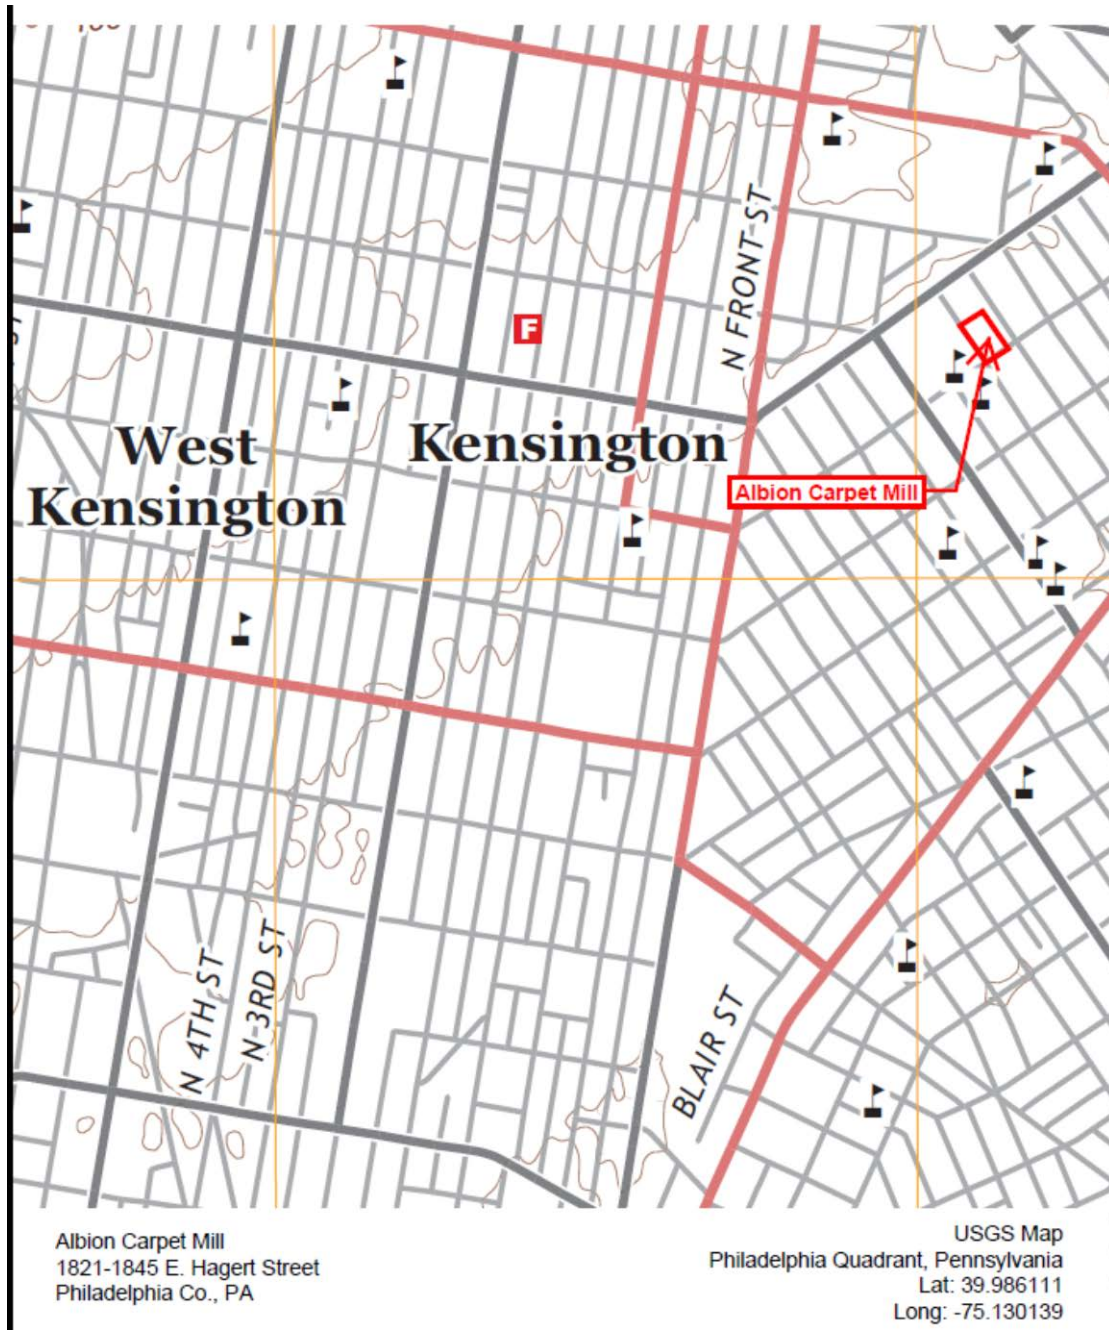 N FRONT ST
F
West
Kensington
Kensington
Albion Carpet Mill
N 4TH ST
N 3RD ST
BLAIR ST
Albion Carpet Mill
1821-1845 E. Hagert Street
Philadelphia Co., PA
USGS Map
Philadelphia Quadrant, Pennsylvania
Lat: 39.986111
Long: -75.130139